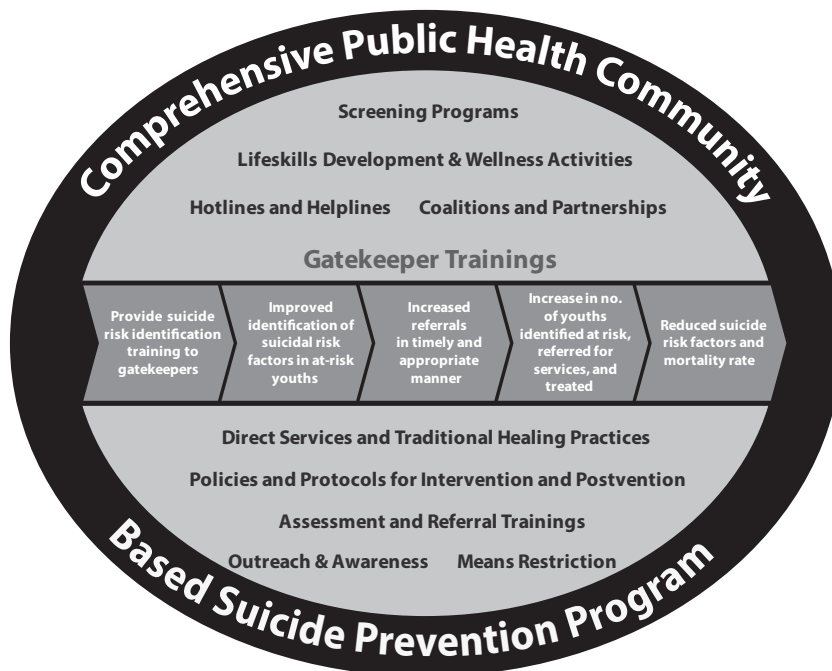 Comprehensive Public Health Community
Screening Programs
Lifeskills Development & Wellness Activities
Hotlines and Helplines Coalitions and Partnerships
Gatekeeper Trainings
Provide suicide
risk identification
training to
gatekeepers
Improved
identification of
suicidal risk
factors in at-risk
youths
Increased
referrals
in timely and
appropriate
manner
Increase in no.
of youths
identified at risk,
referred for
services, and
treated
Reduced suicide
risk factors and
mortality rate
Direct Services and Traditional Healing Practices
Policies and Protocols for Intervention and Postvention
Assessment and Referral Trainings
Outreach & Awareness Means Restriction
Based Suicide Prevention Program